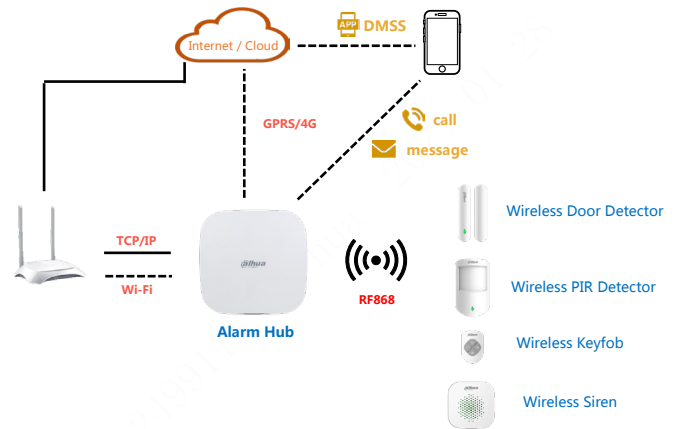 APP DMSS
Internet / Cloud
GPRS/4G
call
message
Wireless Door Detector
TCP/IP
alhua
Wi-Fi
Wireless PIR Detector
RF868
Alarm Hub
Wireless Keyfob
Wireless Siren